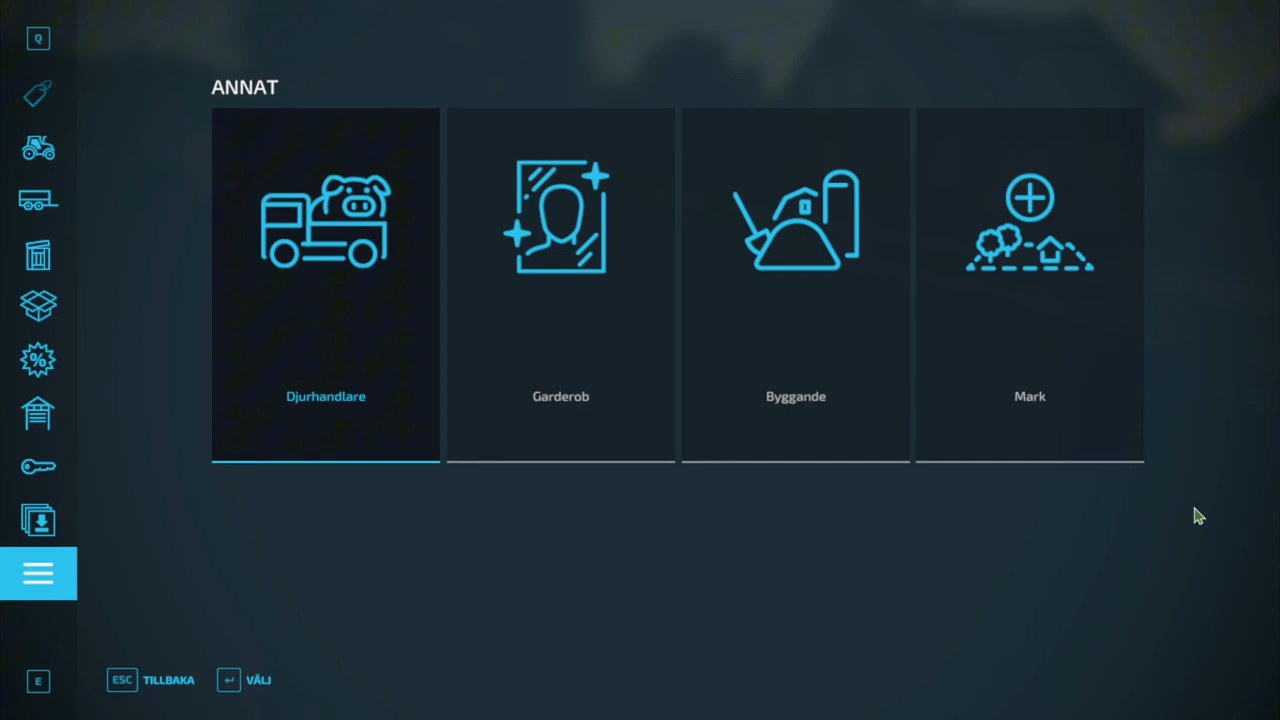 Q
ANNAT
%
Djurhandlare
Garderob
Byggande
Mark
E
ESC TILLBAKA
VÄLJ